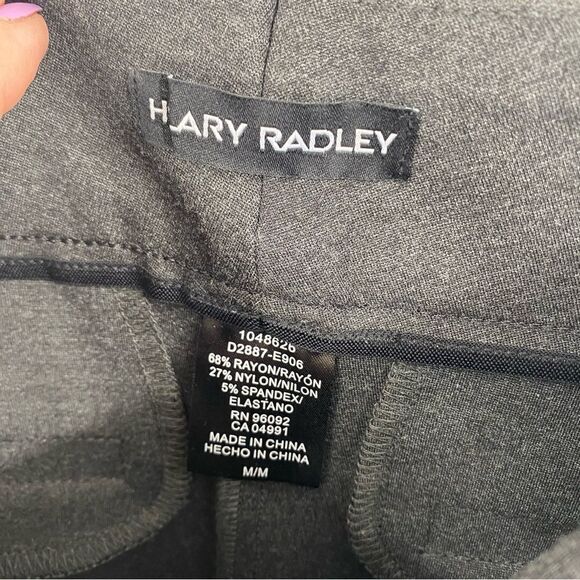 HILARY RADLEY
1048626
D2887-E906
68% RAYON/RAYÓN
27% NYLON/NILON
5% SPANDEX/
ELASTANO
RN 96092
CA 04991
MADE IN CHINA
HECHO IN CHINA
M/M